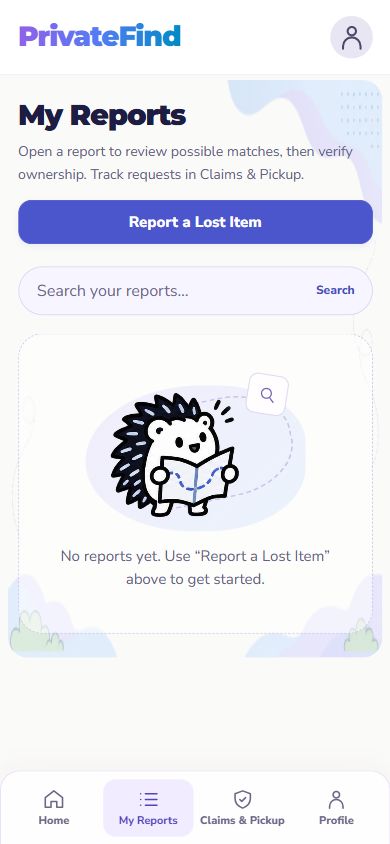 PrivateFind
My Reports
Open a report to review possible matches, then verify
ownership. Track requests in Claims & Pickup.
Report a Lost Item
Search your reports...
Search
No reports yet. Use “Report a Lost Item”
above to get started.
Home
My Reports
Claims & Pickup
Profile